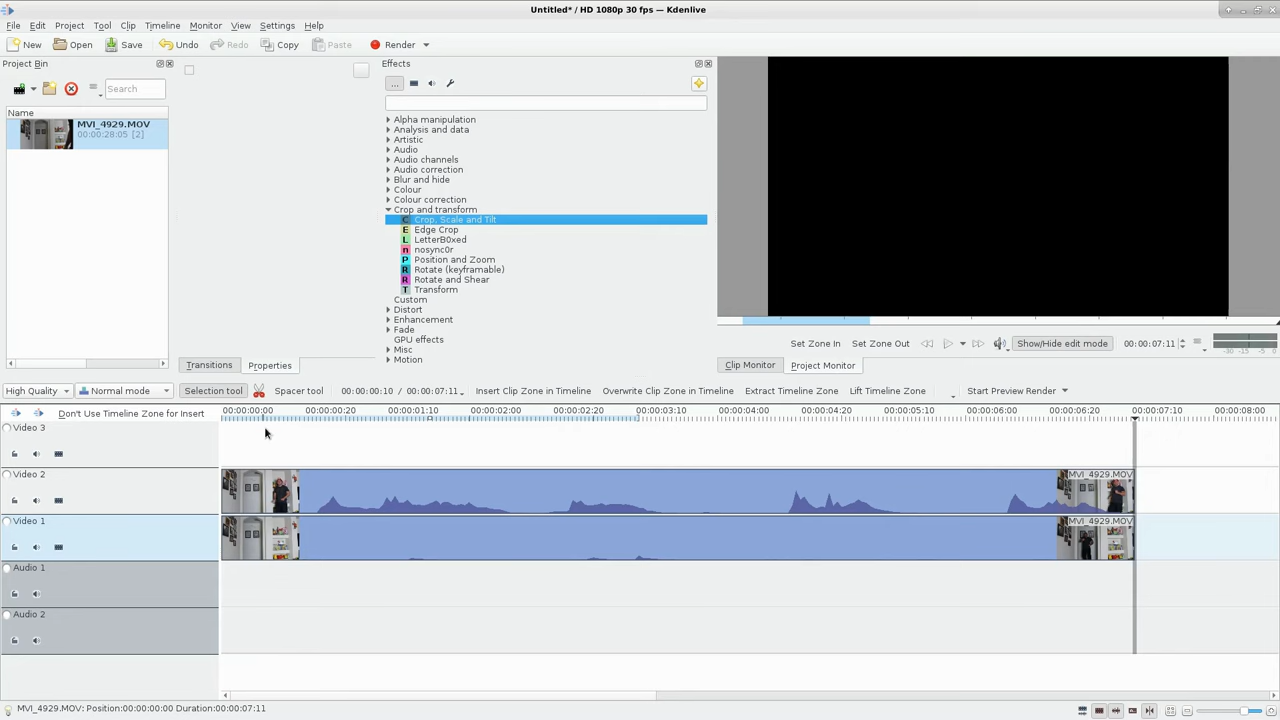 Untitled* / HD 1080p 30 fps — Kdenlive
File Edit Project Tool Clip Timeline Monitor View Settings Help
New Open Save Undo Redo Copy Paste Render
Project Bin
Search
Name
MVI_4929.MOV
00:00:28:05 [2]
Transitions Properties
Effects
...
Alpha manipulation
Analysis and data
Artistic
Audio
Audio channels
Audio correction
Blur and hide
Colour
Colour correction
Crop and transform
C Crop, Scale and Tilt
E Edge Crop
L LetterB0xed
n nosync0r
P Position and Zoom
R Rotate (keyframable)
R Rotate and Shear
T Transform
Custom
Distort
Enhancement
Fade
GPU effects
Misc
Motion
Set Zone In Set Zone Out Show/Hide edit mode 00:00:07:11 -30 -15 -5 0
Clip Monitor Project Monitor
High Quality Normal mode Selection tool Spacer tool 00:00:00:10 / 00:00:07:11 Insert Clip Zone in Timeline Overwrite Clip Zone in Timeline Extract Timeline Zone Lift Timeline Zone Start Preview Render
Don't Use Timeline Zone for Insert
00:00:00:00 00:00:00:20 00:00:01:10 00:00:02:00 00:00:02:20 00:00:03:10 00:00:04:00 00:00:04:20 00:00:05:10 00:00:06:00 00:00:06:20 00:00:07:10 00:00:08:00
Video 3
Video 2
MVI_4929.MOV
Video 1
MVI_4929.MOV
Audio 1
Audio 2
MVI_4929.MOV: Position:00:00:00:00 Duration:00:00:07:11